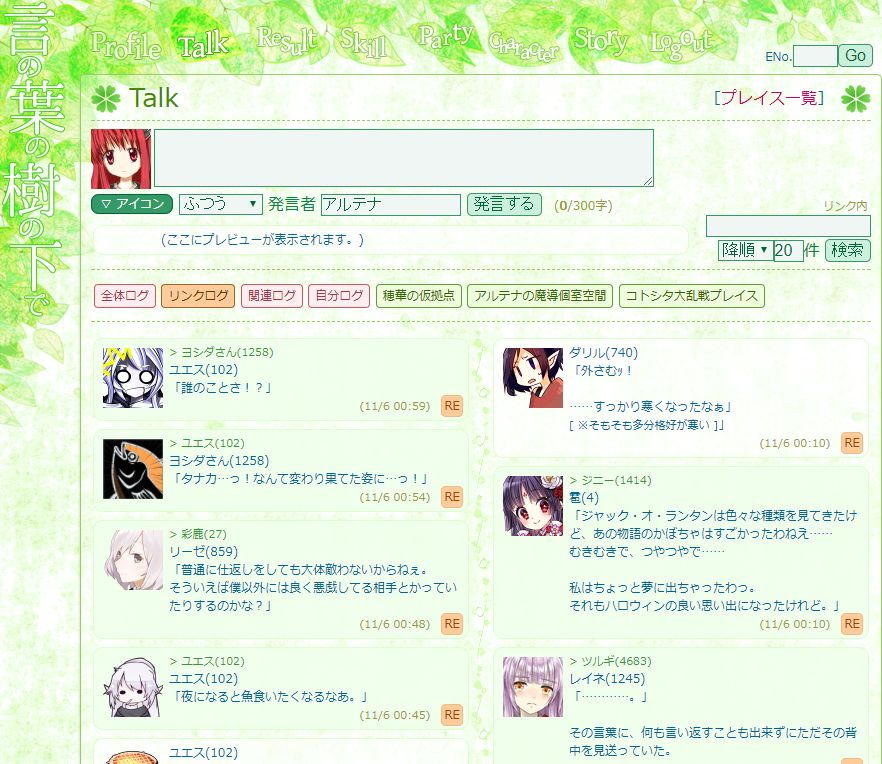 言の葉の樹の下で
Profile Talk Result Skill Party Character Story Logout
ENo. Go
Talk
[プレイス一覧]
▽ アイコン ふつう ▼ 発言者 アルテナ 発言する (0/300字)
(ここにプレビューが表示されます。)
リンク内
降順 ▼ 20 件 検索
全体ログ リンクログ 関連ログ 自分ログ 穂華の仮拠点 アルテナの魔導個室空間 コトシタ大乱戦プレイス
> ヨシダさん(1258)
ユエス(102)
「誰のことさ！？」
(11/6 00:59) RE
> ユエス(102)
ヨシダさん(1258)
「タナカ…っ！なんて変わり果てた姿に…っ！」
(11/6 00:54) RE
> 彩鹿(27)
リーゼ(859)
「普通に仕返しをしても大体敵わないからねぇ。
そういえば僕以外には良く悪戯してる相手とかってい
たりするのかな？」
(11/6 00:48) RE
> ユエス(102)
ユエス(102)
「夜になると魚食いたくなるなあ。」
(11/6 00:45) RE
ユエス(102)
ダリル(740)
「外さむｯ！
……すっかり寒くなったなぁ」
[ ※そもそも多分格好が寒い ]」
(11/6 00:10) RE
> ジニー(1414)
雹(4)
「ジャック・オ・ランタンは色々な種類を見てきたけ
ど、あの物語のかぼちゃはすごかったわねえ……
むきむきで、つやつやで……
私はちょっと夢に出ちゃったわっ。
それもハロウィンの良い思い出になったけれど。」
(11/6 00:10) RE
> ツルギ(4683)
レイネ(1245)
「…………。」
その言葉に、何も言い返すことも出来ずにただその背
中を見送っていた。